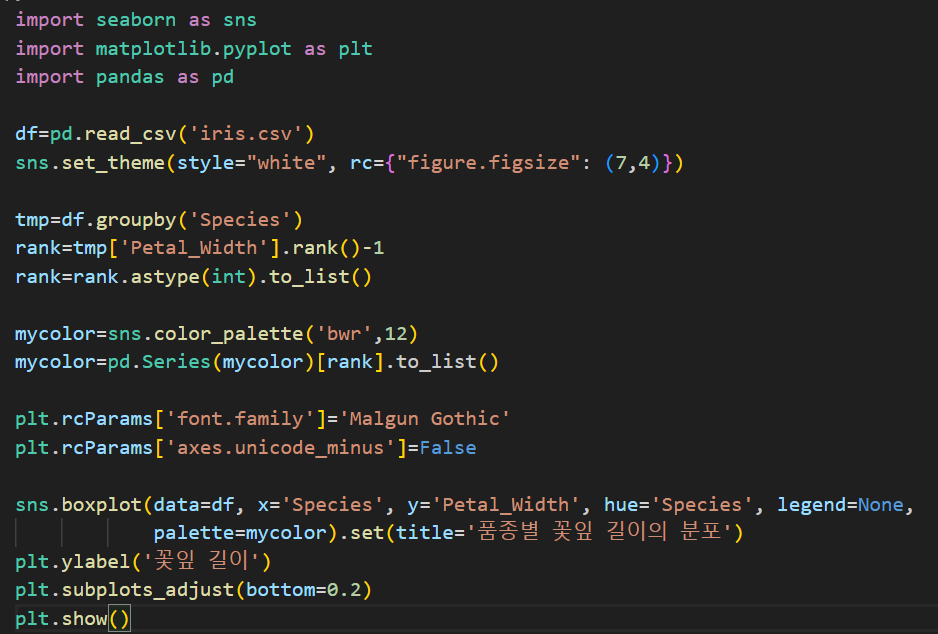 import seaborn as sns
import matplotlib.pyplot as plt
import pandas as pd
df=pd.read_csv('iris.csv')
sns.set_theme(style="white", rc={"figure.figsize": (7,4)})
tmp=df.groupby('Species')
rank=tmp['Petal_Width'].rank()-1
rank=rank.astype(int).to_list()
mycolor=sns.color_palette('bwr',12)
mycolor=pd.Series(mycolor)[rank].to_list()
plt.rcParams['font.family']='Malgun Gothic'
plt.rcParams['axes.unicode_minus']=False
sns.boxplot(data=df, x='Species', y='Petal_Width', hue='Species', legend=None,
            palette=mycolor).set(title='품종별 꽃잎 길이의 분포')
plt.ylabel('꽃잎 길이')
plt.subplots_adjust(bottom=0.2)
plt.show()